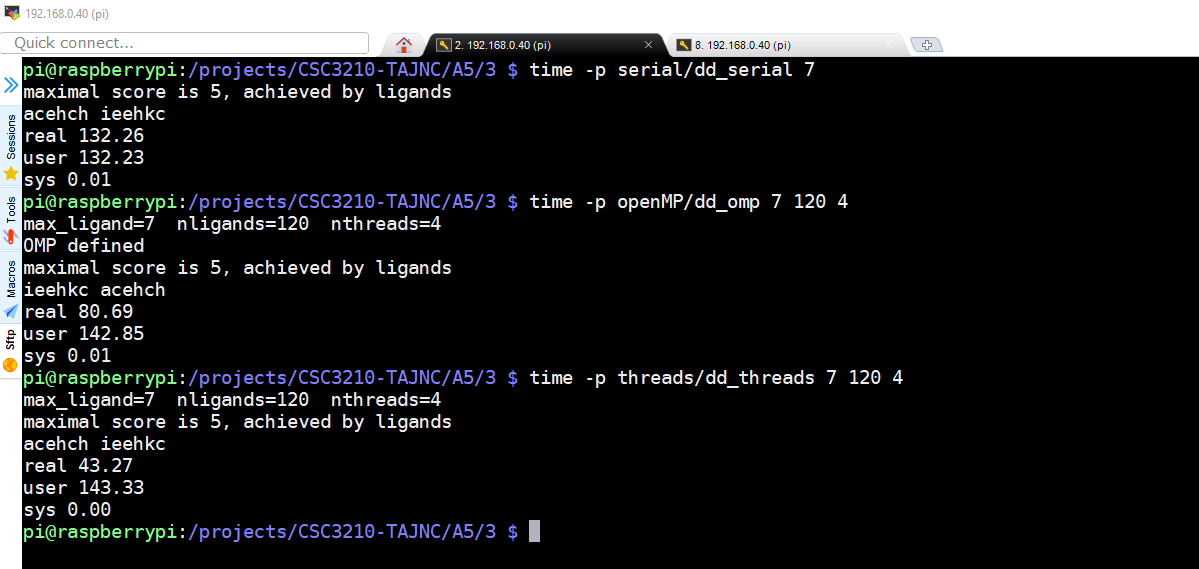 192.168.0.40 (pi)
Quick connect...
2. 192.168.0.40 (pi)
8. 192.168.0.40 (pi)
Sessions
Tools
Macros
Sftp
pi@raspberrypi:/projects/CSC3210-TAJNC/A5/3 $ time -p serial/dd_serial 7
maximal score is 5, achieved by ligands
acehch ieehkc
real 132.26
user 132.23
sys 0.01
pi@raspberrypi:/projects/CSC3210-TAJNC/A5/3 $ time -p openMP/dd_omp 7 120 4
max_ligand=7  nligands=120  nthreads=4
OMP defined
maximal score is 5, achieved by ligands
ieehkc acehch
real 80.69
user 142.85
sys 0.01
pi@raspberrypi:/projects/CSC3210-TAJNC/A5/3 $ time -p threads/dd_threads 7 120 4
max_ligand=7  nligands=120  nthreads=4
maximal score is 5, achieved by ligands
acehch ieehkc
real 43.27
user 143.33
sys 0.00
pi@raspberrypi:/projects/CSC3210-TAJNC/A5/3 $